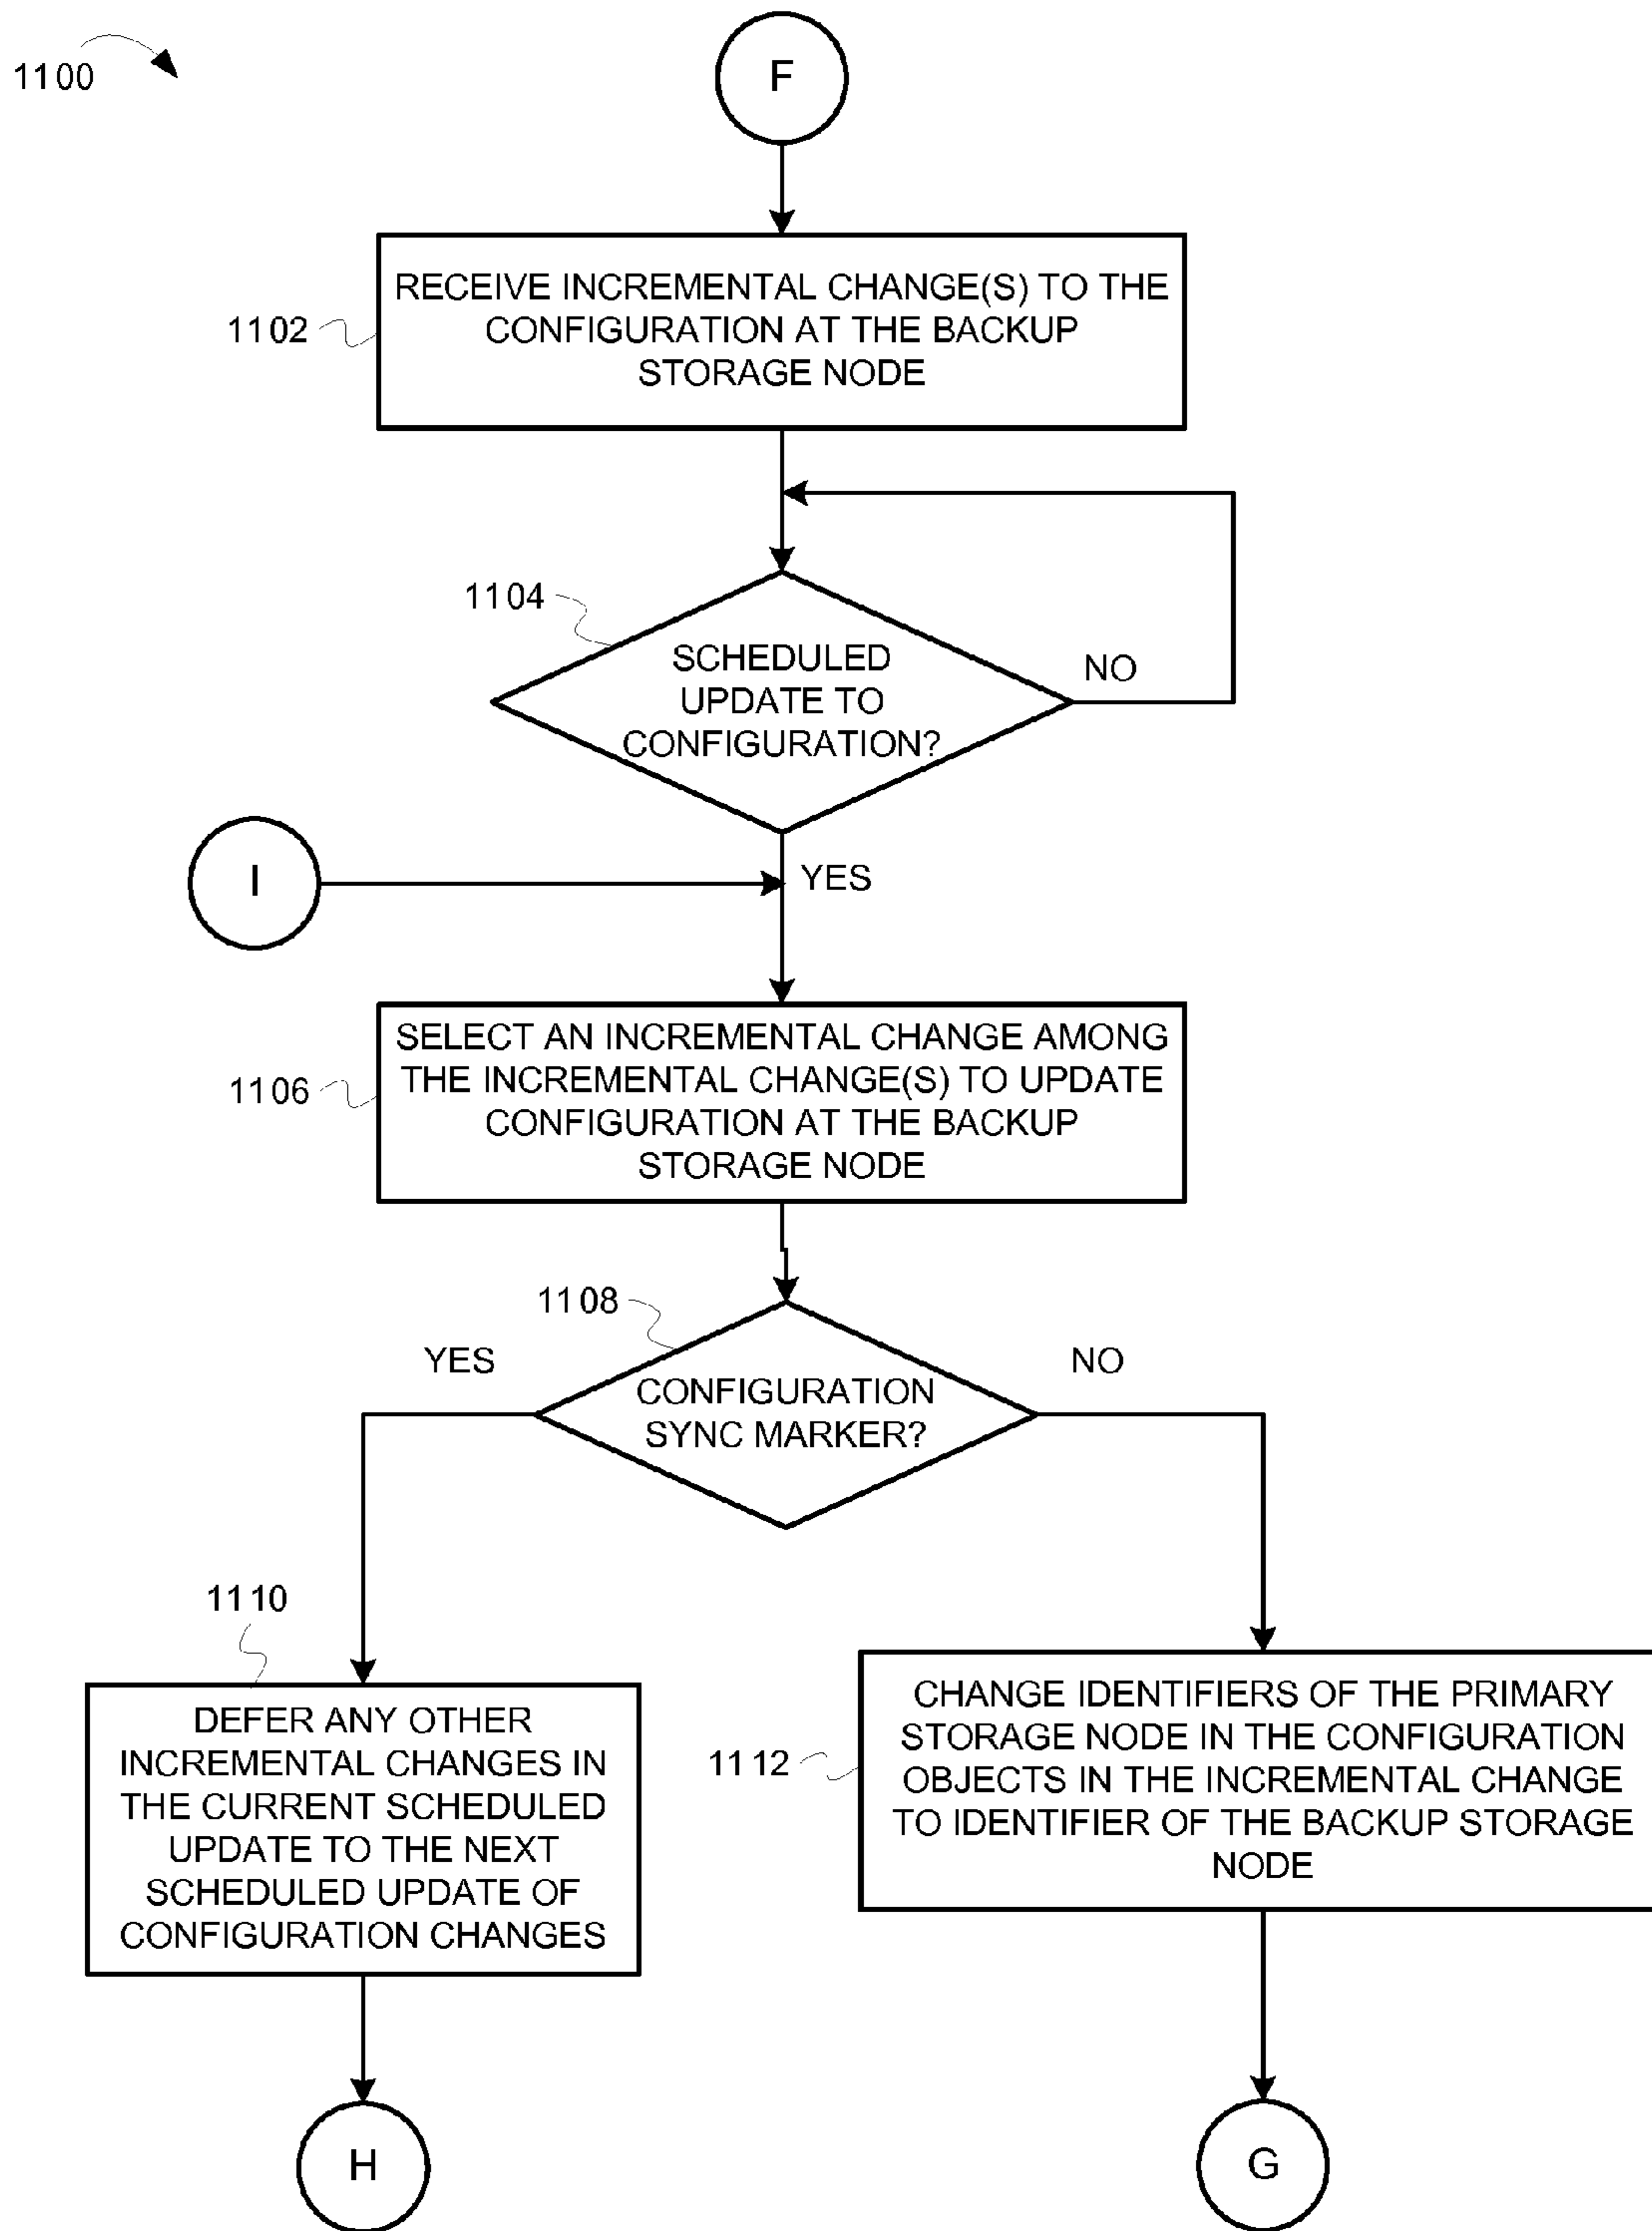 1100
F
1102
RECEIVE INCREMENTAL CHANGE(S) TO THE
CONFIGURATION AT THE BACKUP
STORAGE NODE
1104
SCHEDULED
UPDATE TO
CONFIGURATION?
NO
I
YES
1106
SELECT AN INCREMENTAL CHANGE AMONG
THE INCREMENTAL CHANGE(S) TO UPDATE
CONFIGURATION AT THE BACKUP
STORAGE NODE
1108
YES
NO
CONFIGURATION
SYNC MARKER?
1110
DEFER ANY OTHER
INCREMENTAL CHANGES IN
THE CURRENT SCHEDULED
UPDATE TO THE NEXT
SCHEDULED UPDATE OF
CONFIGURATION CHANGES
1112
CHANGE IDENTIFIERS OF THE PRIMARY
STORAGE NODE IN THE CONFIGURATION
OBJECTS IN THE INCREMENTAL CHANGE
TO IDENTIFIER OF THE BACKUP STORAGE
NODE
H
G